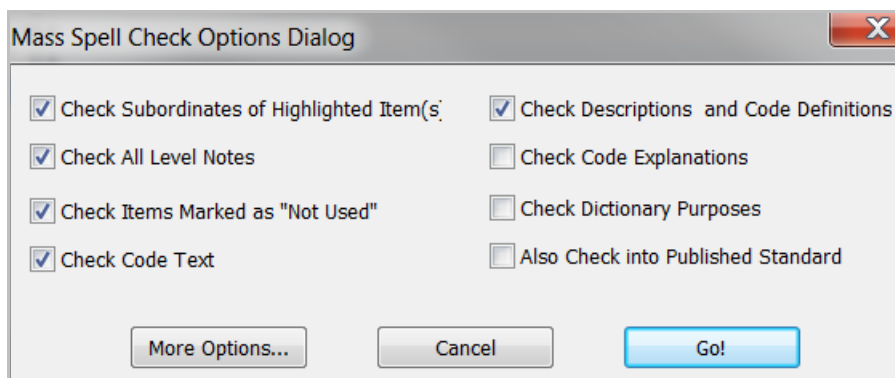 Mass Spell Check Options Dialog
X
Check Subordinates of Highlighted Item(s)
Check All Level Notes
Check Items Marked as "Not Used"
Check Code Text
Check Descriptions  and Code Definitions
Check Code Explanations
Check Dictionary Purposes
Also Check into Published Standard
More Options...
Cancel
Go!